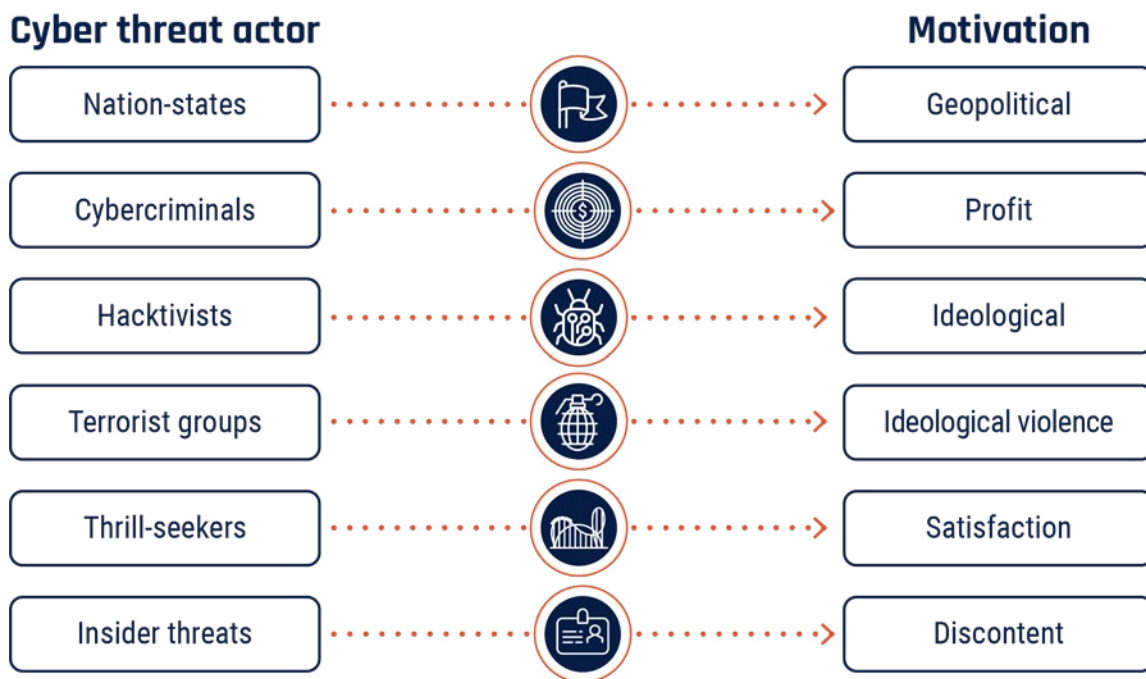 Cyber threat actor
Motivation
Nation-states
Geopolitical
Cybercriminals
$
Profit
Hacktivists
Ideological
Terrorist groups
Ideological violence
Thrill-seekers
Satisfaction
Insider threats
Discontent